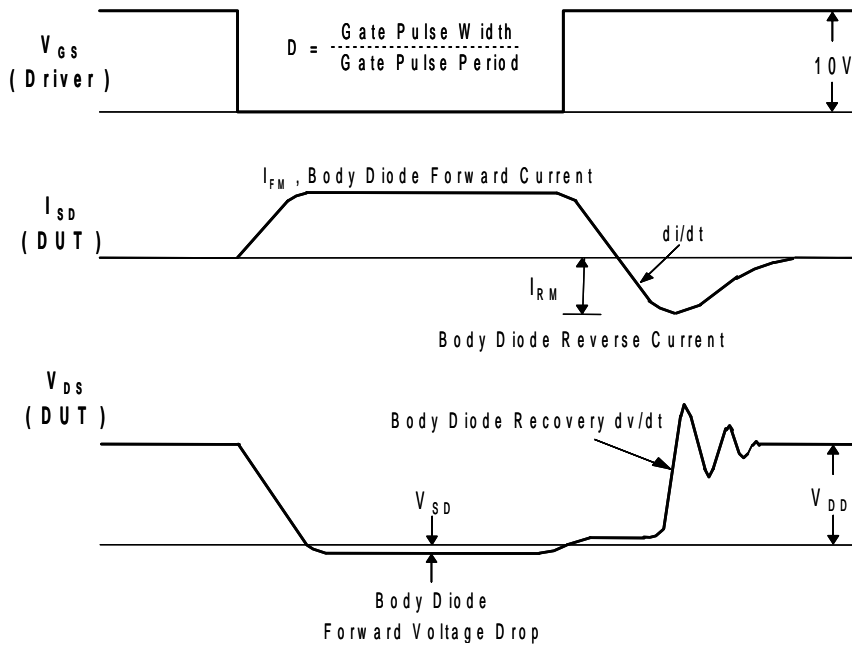 V GS
(Driver)
D = Gate Pulse Width
Gate Pulse Period
10V
I FM , Body Diode Forward Current
I SD
(DUT)
di/dt
I RM
Body Diode Reverse Current
V DS
(DUT)
Body Diode Recovery dv/dt
V SD
V DD
Body Diode
Forward Voltage Drop